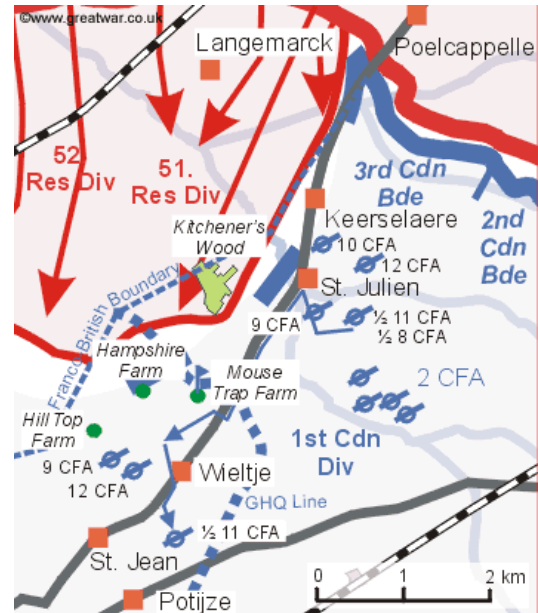 ©www.greatwar.co.uk
Langemarck
Poelcappelle
52.
Res Div
51.
Res Div
3rd Cdn
Bde
Kitchener's
Wood
Keerselaere
2nd
Cdn
Bde
10 CFA
12 CFA
Franco British Boundary
St. Julien
9 CFA
½ 11 CFA
½ 8 CFA
Hampshire
Farm
Mouse
Trap Farm
2 CFA
Hill Top
Farm
1st Cdn
Div
9 CFA
12 CFA
Wieltje
GHQ Line
½ 11 CFA
St. Jean
Potijze
0 1 2 km